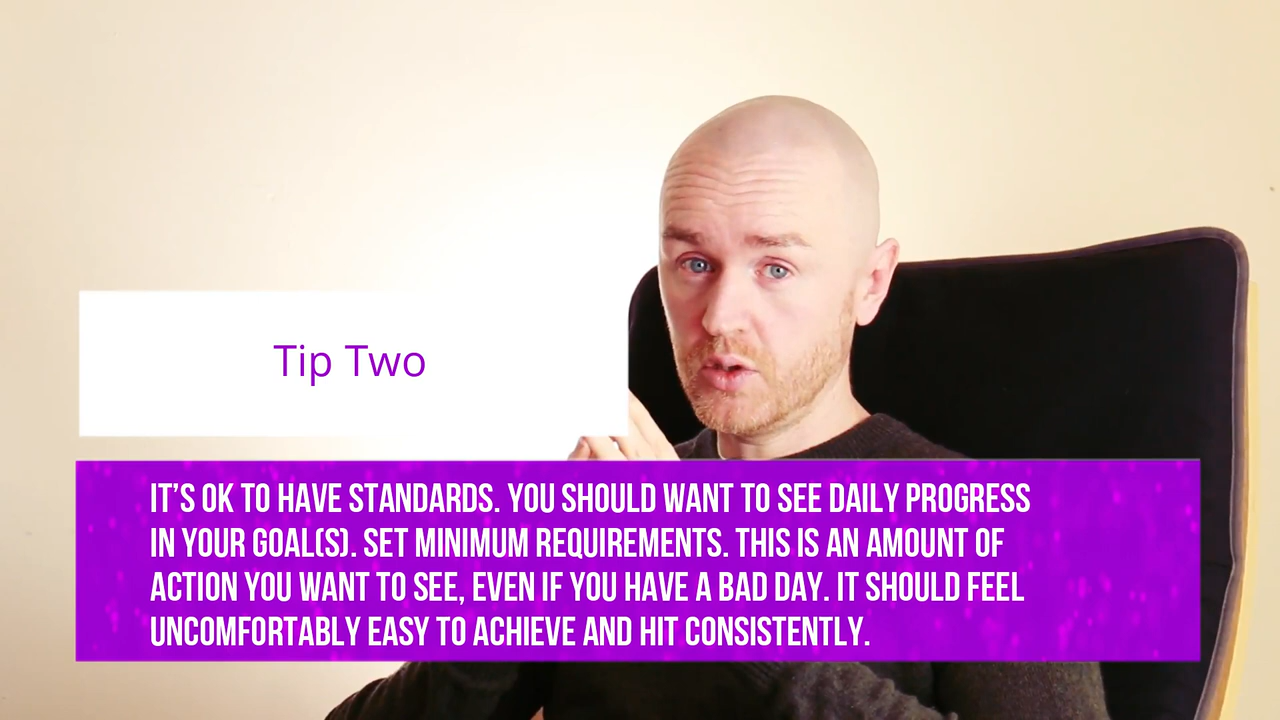 Tip Two
IT'S OK TO HAVE STANDARDS. YOU SHOULD WANT TO SEE DAILY PROGRESS
IN YOUR GOAL(S). SET MINIMUM REQUIREMENTS. THIS IS AN AMOUNT OF
ACTION YOU WANT TO SEE, EVEN IF YOU HAVE A BAD DAY. IT SHOULD FEEL
UNCOMFORTABLY EASY TO ACHIEVE AND HIT CONSISTENTLY.